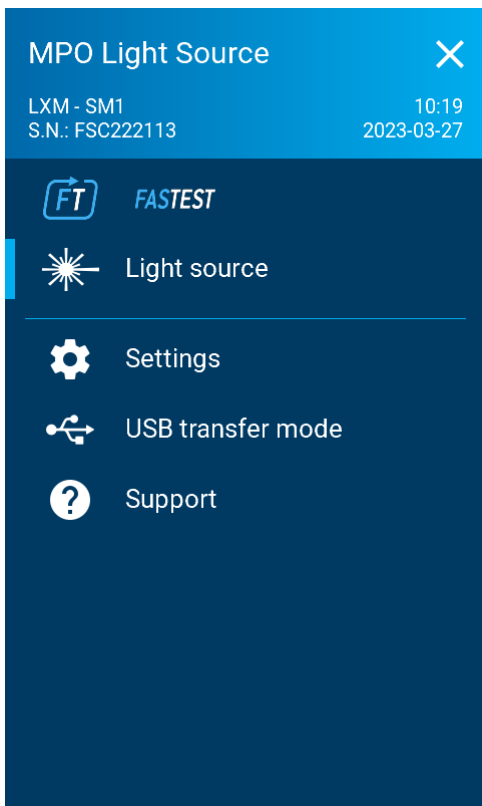 MPO Light Source
LXM - SM1
10:19
S.N.: FSC222113
2023-03-27
FT
FASTEST
Light source
Settings
USB transfer mode
Support